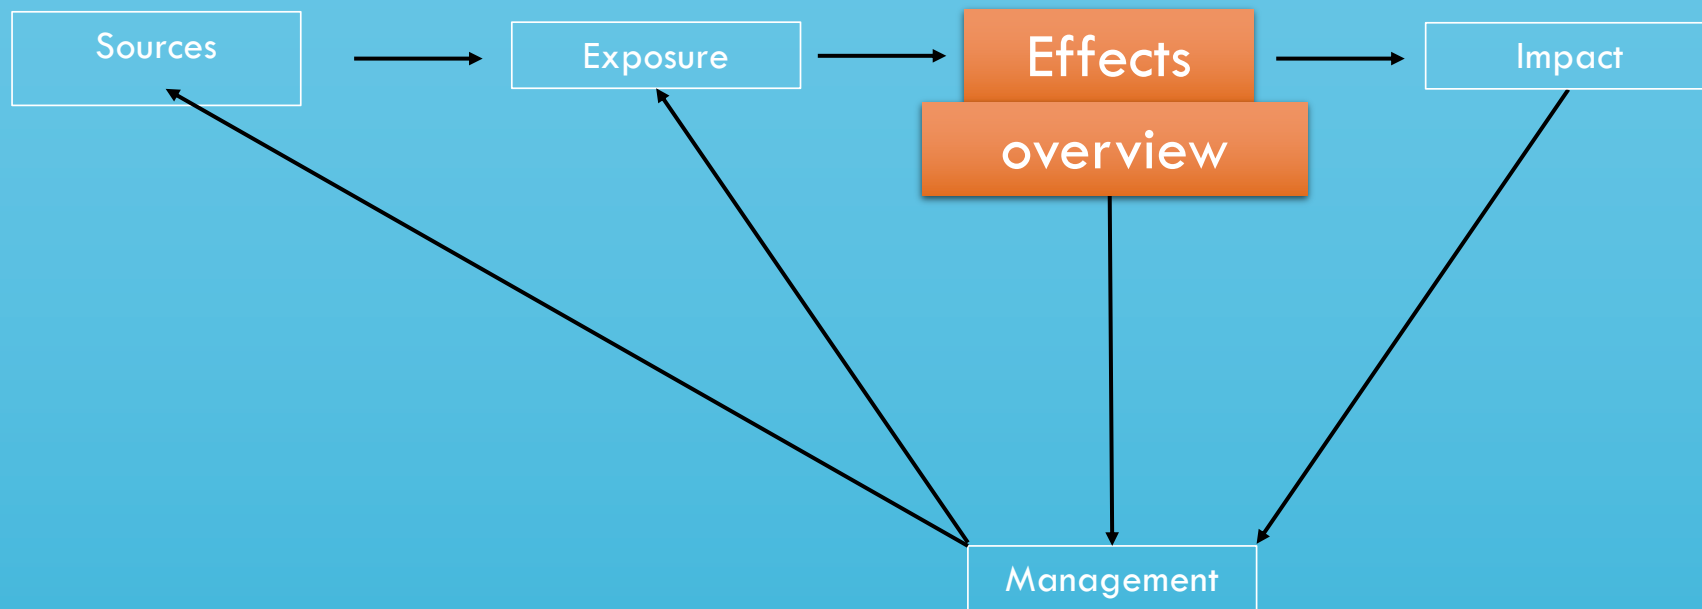 Sources
Exposure
Effects
Impact
overview
Management